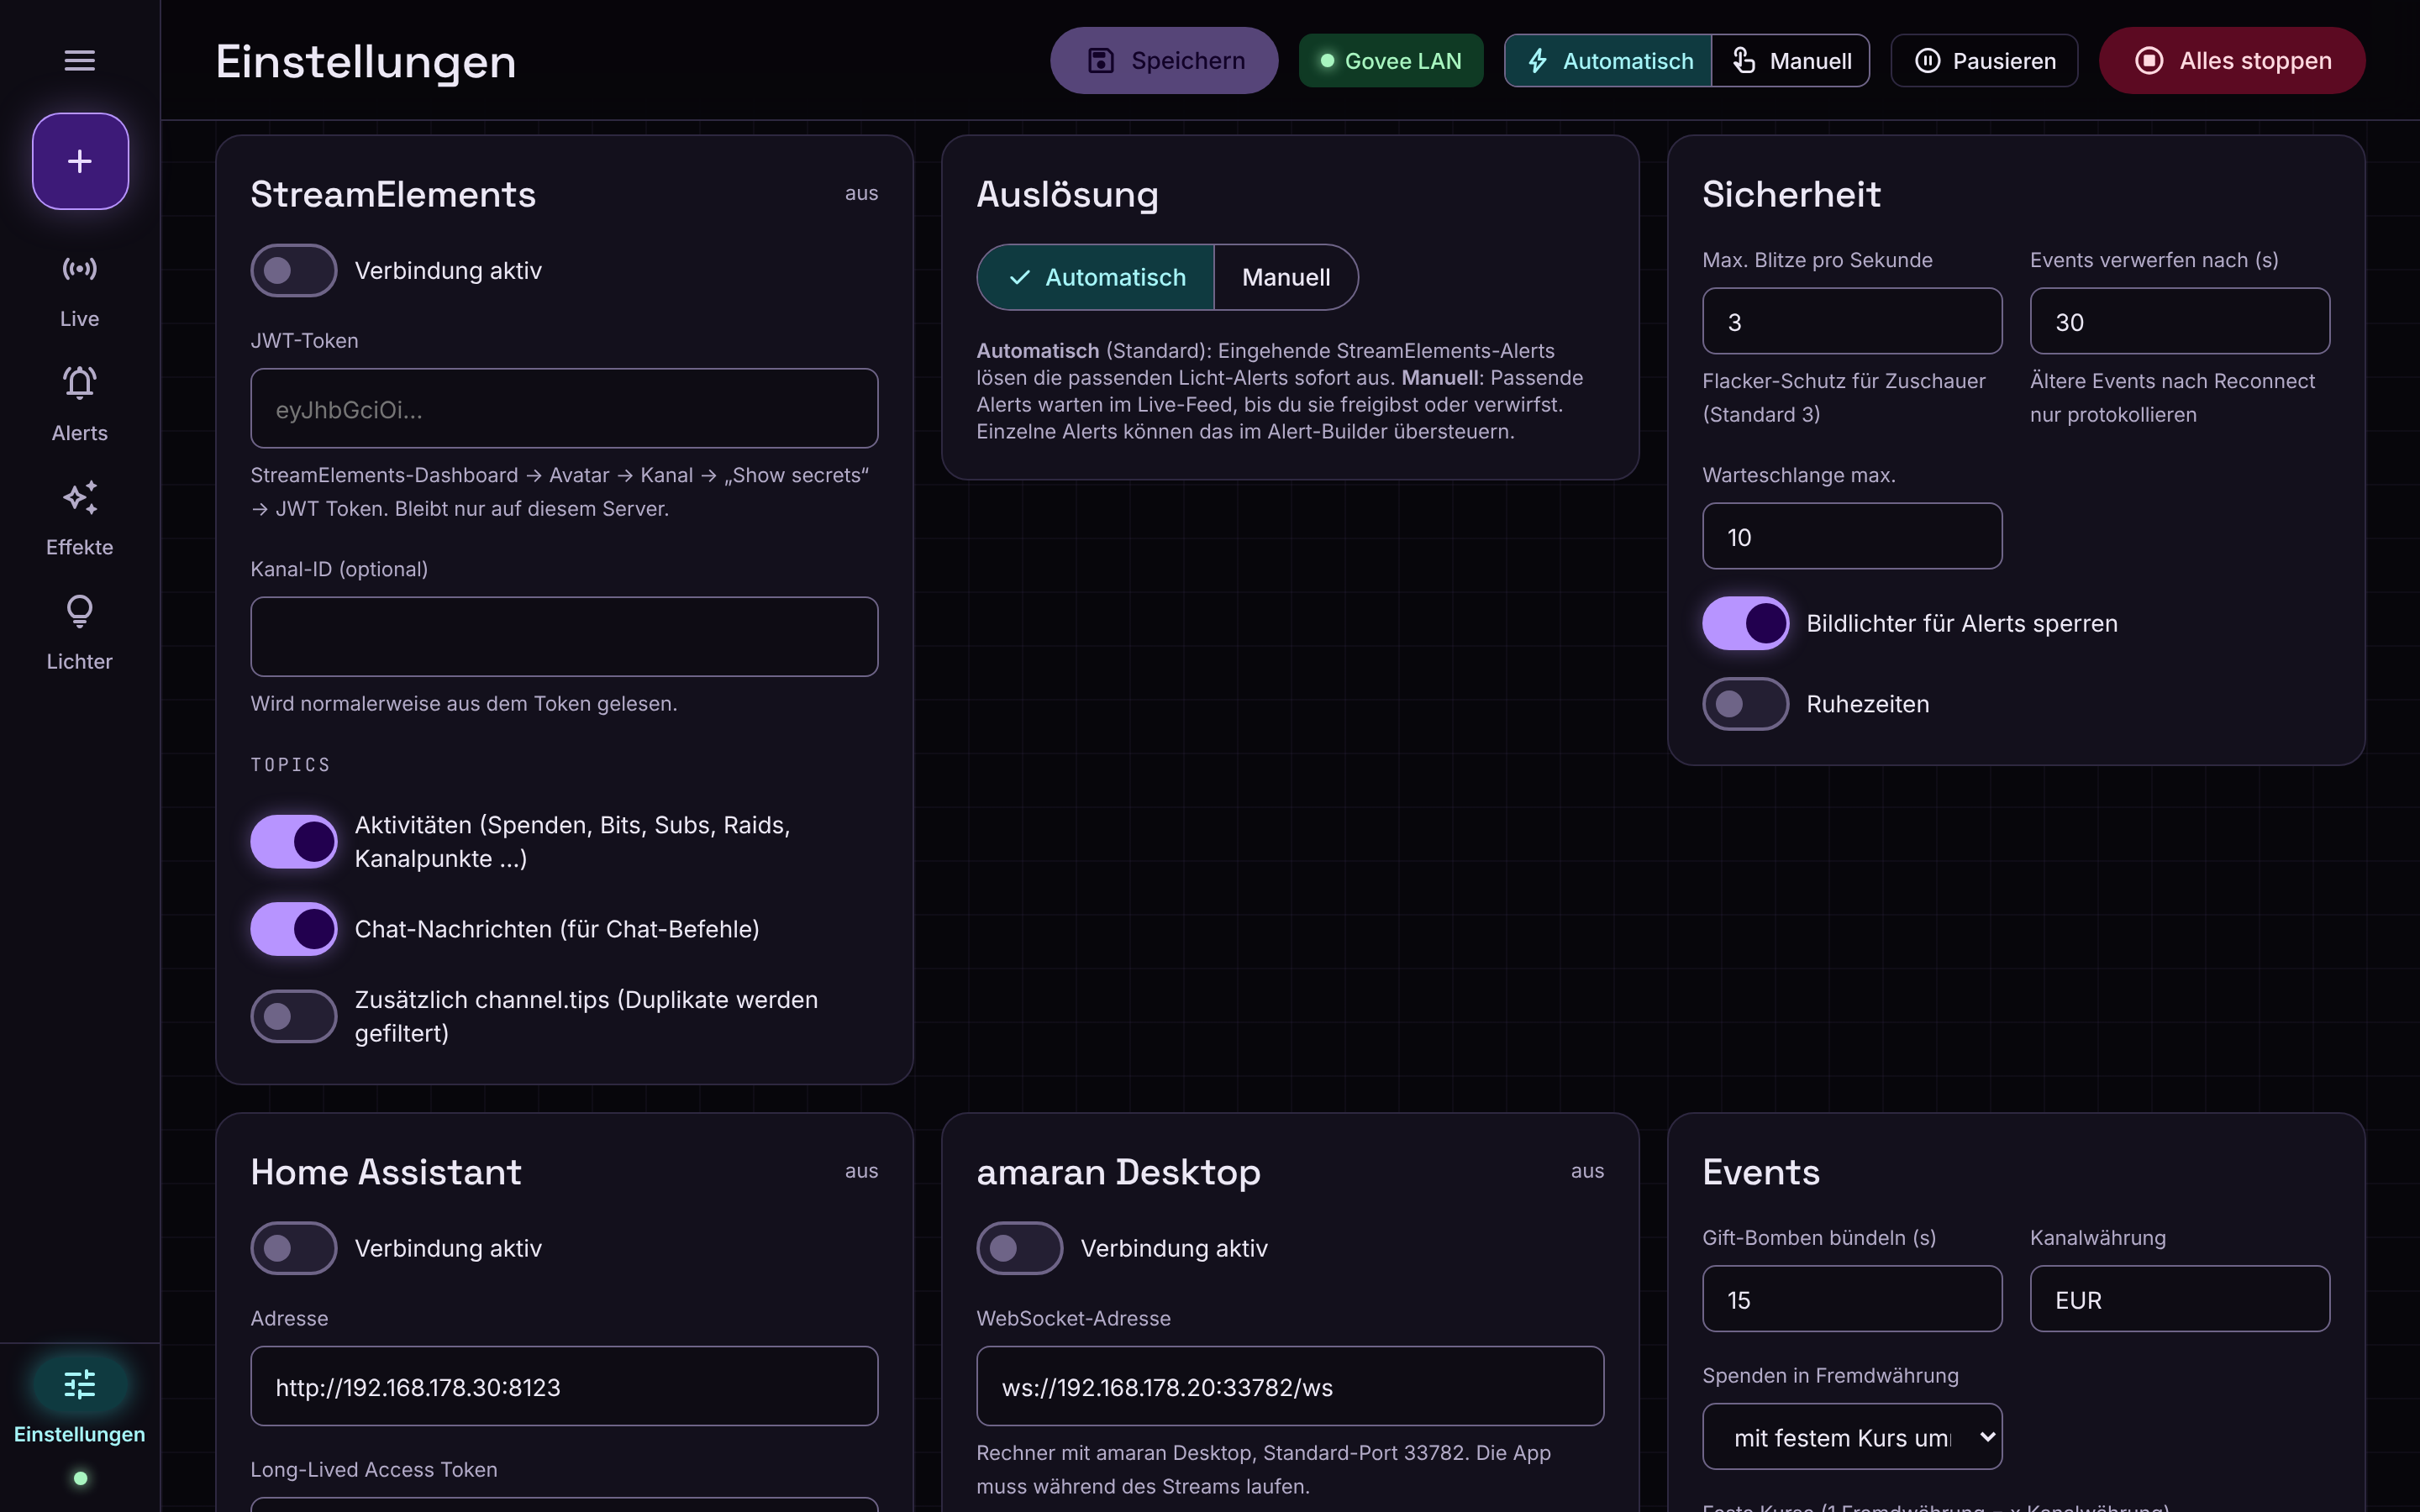 Einstellungen
Speichern
Govee LAN
Automatisch
Manuell
Pausieren
Alles stoppen
Live
Alerts
Effekte
Lichter
Einstellungen
StreamElements
aus
Verbindung aktiv
JWT-Token
eyJhbGciOi...
StreamElements-Dashboard → Avatar → Kanal → „Show secrets“
→ JWT Token. Bleibt nur auf diesem Server.
Kanal-ID (optional)
Wird normalerweise aus dem Token gelesen.
TOPICS
Aktivitäten (Spenden, Bits, Subs, Raids,
Kanalpunkte ...)
Chat-Nachrichten (für Chat-Befehle)
Zusätzlich channel.tips (Duplikate werden
gefiltert)
Auslösung
Automatisch
Manuell
Automatisch (Standard): Eingehende StreamElements-Alerts
lösen die passenden Licht-Alerts sofort aus. Manuell: Passende
Alerts warten im Live-Feed, bis du sie freigibst oder verwirfst.
Einzelne Alerts können das im Alert-Builder übersteuern.
Sicherheit
Max. Blitze pro Sekunde
3
Flacker-Schutz für Zuschauer
(Standard 3)
Events verwerfen nach (s)
30
Ältere Events nach Reconnect
nur protokollieren
Warteschlange max.
10
Bildlichter für Alerts sperren
Ruhezeiten
Home Assistant
aus
Verbindung aktiv
Adresse
http://192.168.178.30:8123
Long-Lived Access Token
amaran Desktop
aus
Verbindung aktiv
WebSocket-Adresse
ws://192.168.178.20:33782/ws
Rechner mit amaran Desktop, Standard-Port 33782. Die App
muss während des Streams laufen.
Events
Gift-Bomben bündeln (s)
15
Kanalwährung
EUR
Spenden in Fremdwährung
mit festem Kurs um